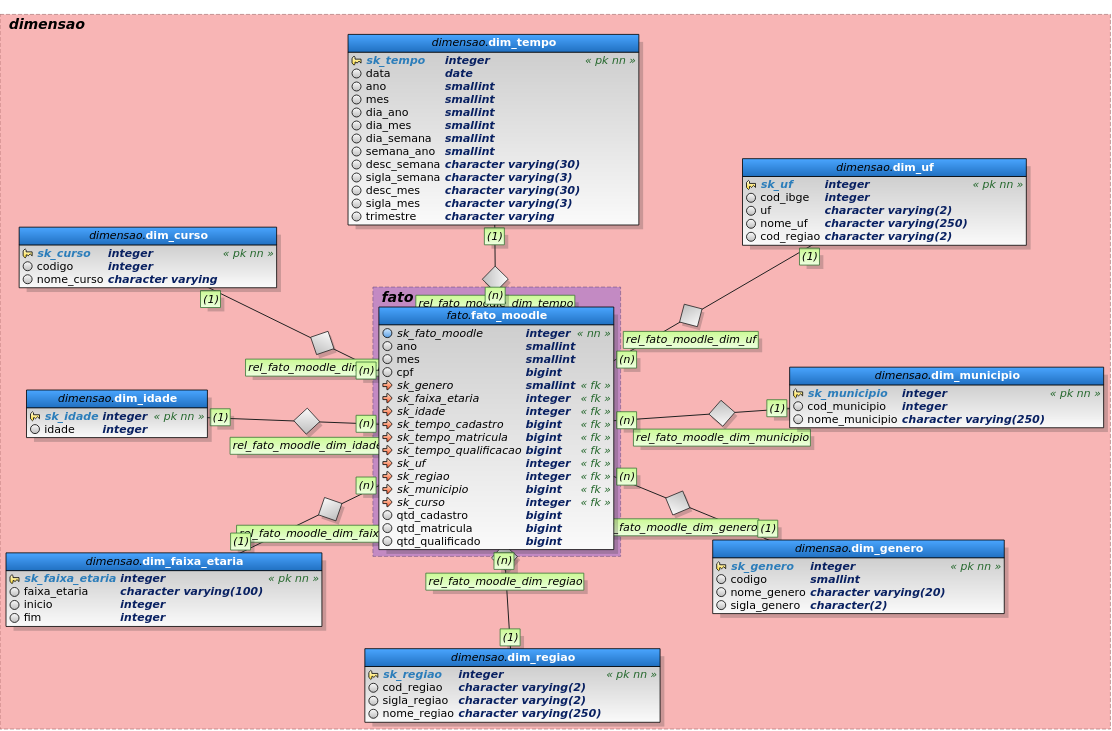 dimensao
dimensao.dim_tempo
sk_tempo integer « pk nn »
data date
ano smallint
mes smallint
dia_ano smallint
dia_mes smallint
dia_semana smallint
semana_ano smallint
desc_semana character varying(30)
sigla_semana character varying(3)
desc_mes character varying(30)
sigla_mes character varying(3)
trimestre character varying
(1)
(n)
rel_fato_moodle_dim_tempo
dimensao.dim_uf
sk_uf integer « pk nn »
cod_ibge integer
uf character varying(2)
nome_uf character varying(250)
cod_regiao character varying(2)
(1)
rel_fato_moodle_dim_uf
(n)
dimensao.dim_curso
sk_curso integer « pk nn »
codigo integer
nome_curso character varying
(1)
rel_fato_moodle_dim
(n)
fato
fato.fato_moodle
sk_fato_moodle integer « nn »
ano smallint
mes smallint
cpf bigint
sk_genero smallint « fk »
sk_faixa_etaria integer « fk »
sk_idade integer « fk »
sk_tempo_cadastro bigint « fk »
sk_tempo_matricula bigint « fk »
sk_tempo_qualificacao bigint « fk »
sk_uf integer « fk »
sk_regiao integer « fk »
sk_municipio bigint « fk »
sk_curso integer « fk »
qtd_cadastro bigint
qtd_matricula bigint
qtd_qualificado bigint
dimensao.dim_municipio
sk_municipio integer « pk nn »
cod_municipio integer
nome_municipio character varying(250)
(1)
(n)
rel_fato_moodle_dim_municipio
dimensao.dim_idade
sk_idade integer « pk nn »
idade integer
(1)
(n)
rel_fato_moodle_dim_idade
(n)
rel_fato_moodle_dim_faix
(1)
dimensao.dim_faixa_etaria
sk_faixa_etaria integer « pk nn »
faixa_etaria character varying(100)
inicio integer
fim integer
(n)
fato_moodle_dim_genero
(1)
dimensao.dim_genero
sk_genero integer « pk nn »
codigo smallint
nome_genero character varying(20)
sigla_genero character(2)
(n)
rel_fato_moodle_dim_regiao
(1)
dimensao.dim_regiao
sk_regiao integer « pk nn »
cod_regiao character varying(2)
sigla_regiao character varying(2)
nome_regiao character varying(250)